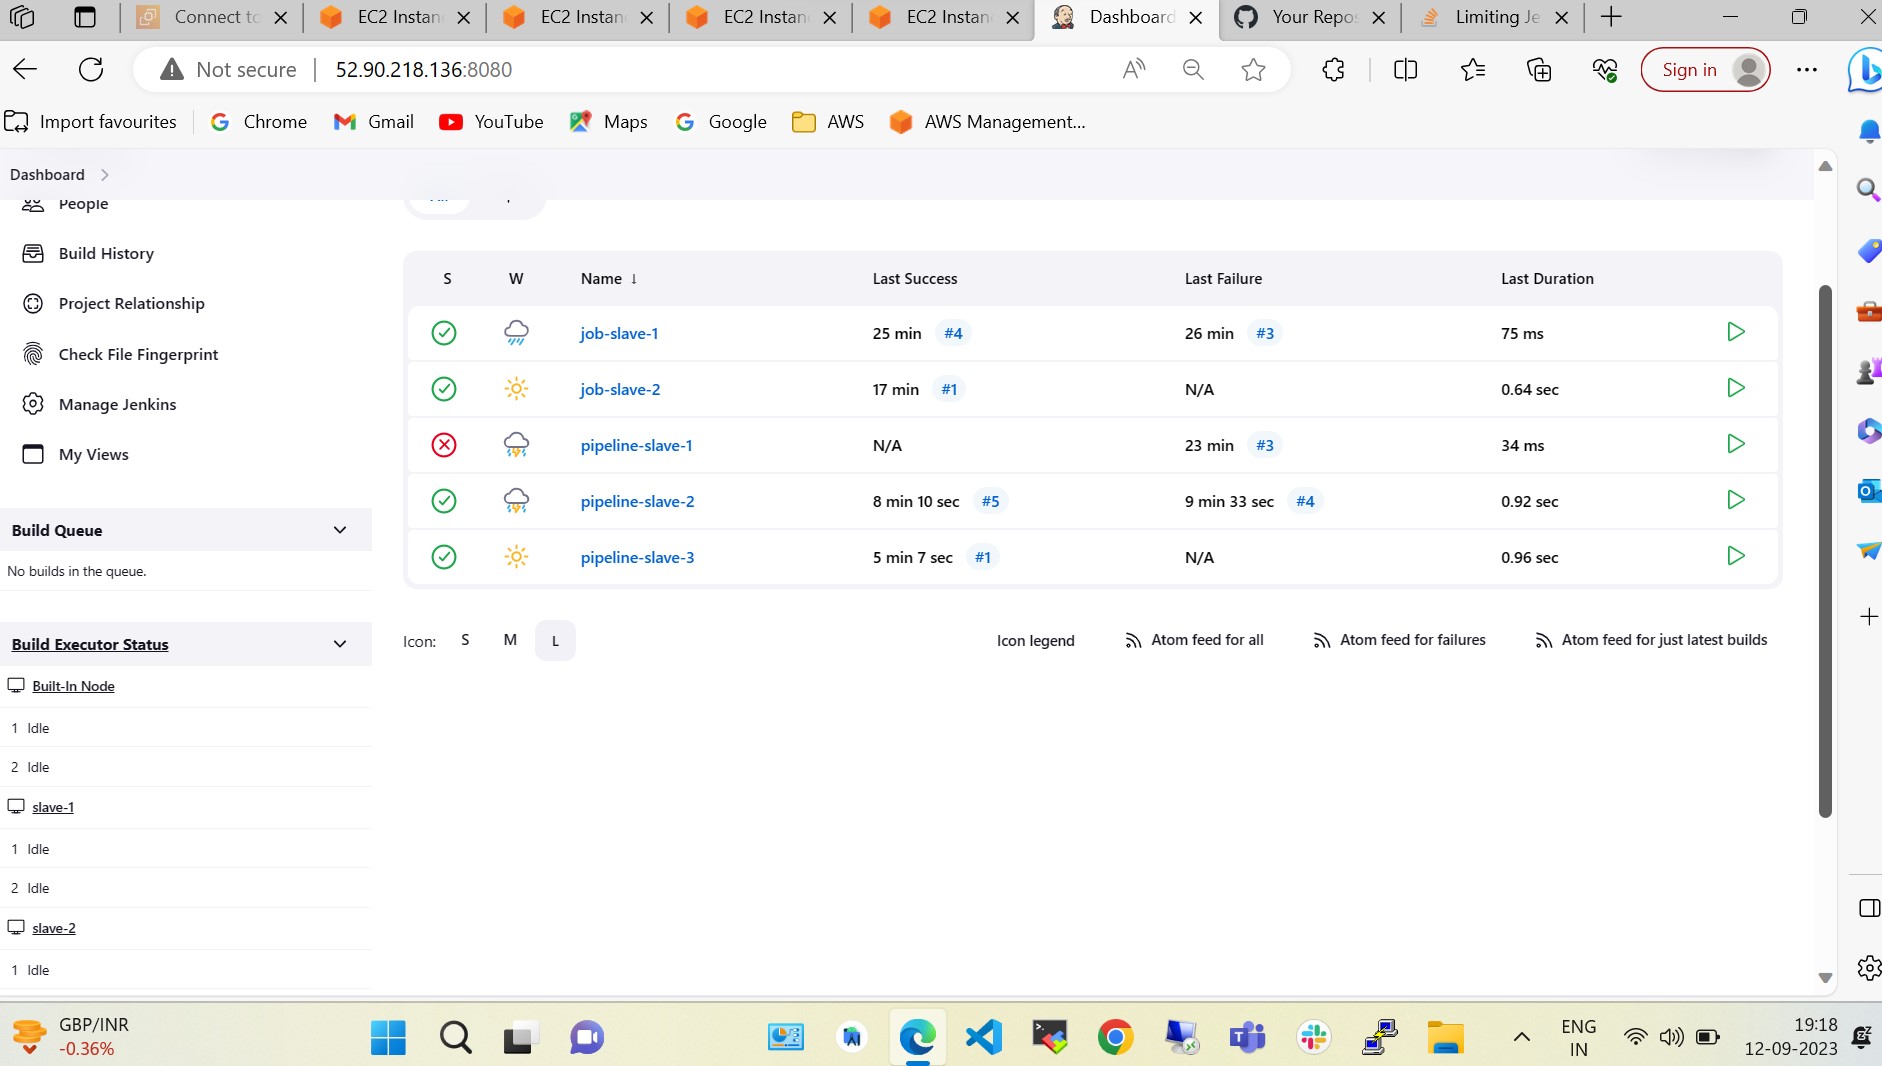 Connect to
EC2 Instan
EC2 Instan
EC2 Instan
EC2 Instan
Dashboard
Your Repos
Limiting Je
Not secure
52.90.218.136:8080
Sign in
Import favourites
Chrome
Gmail
YouTube
Maps
Google
AWS
AWS Management...
Dashboard
People
Build History
Project Relationship
Check File Fingerprint
Manage Jenkins
My Views
Build Queue
No builds in the queue.
Build Executor Status
Built-In Node
1 Idle
2 Idle
slave-1
1 Idle
2 Idle
slave-2
1 Idle
S W Name ↓ Last Success Last Failure Last Duration
job-slave-1 25 min #4 26 min #3 75 ms
job-slave-2 17 min #1 N/A 0.64 sec
pipeline-slave-1 N/A 23 min #3 34 ms
pipeline-slave-2 8 min 10 sec #5 9 min 33 sec #4 0.92 sec
pipeline-slave-3 5 min 7 sec #1 N/A 0.96 sec
Icon: S M L
Icon legend
Atom feed for all
Atom feed for failures
Atom feed for just latest builds
GBP/INR
-0.36%
ENG
IN
19:18
12-09-2023